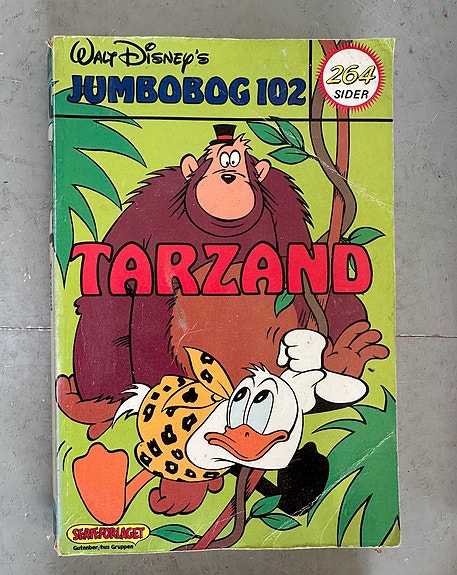 WALT DISNEY'S
JUMBOBOG 102
264
SIDER
TARZAND
SERIEFORLAGET
Gutenberghus Gruppen